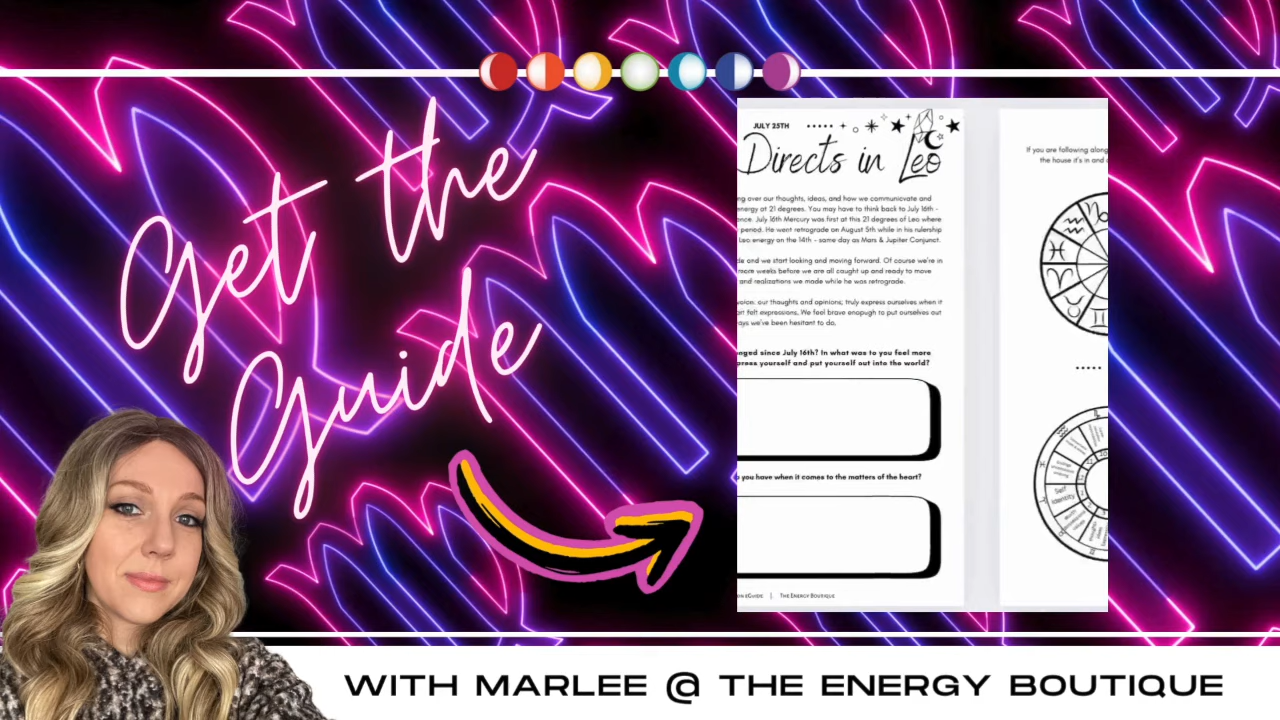 Get the
Guide
JULY 25TH
Directs in Leo
ng over our thoughts, ideas, and how we communicate and
energy at 21 degrees. You may have to think back to July 16th -
ence. July 16th Mercury was first at this 21 degrees of Leo where
period. He went retrograde on August 5th while in his rulership
Leo energy on the 14th - same day as Mars & Jupiter Conjunct.
de and we start looking and moving forward. Of course we're in
more weeks before we are all caught up and ready to move
and realizations we made while he was retrograde.
our thoughts and opinions; truly express ourselves when it
art felt expressions. We feel brave enopugh to put ourselves out
ways we've been hesitant to do.
nged since July 16th? In what was to you feel more
press yourself and put yourself out into the world?
you have when it comes to the matters of the heart?
EGUIDE | THE ENERGY BOUTIQUE
If you are following along
the house it's in and
Self
Identity
WITH MARLEE @ THE ENERGY BOUTIQUE